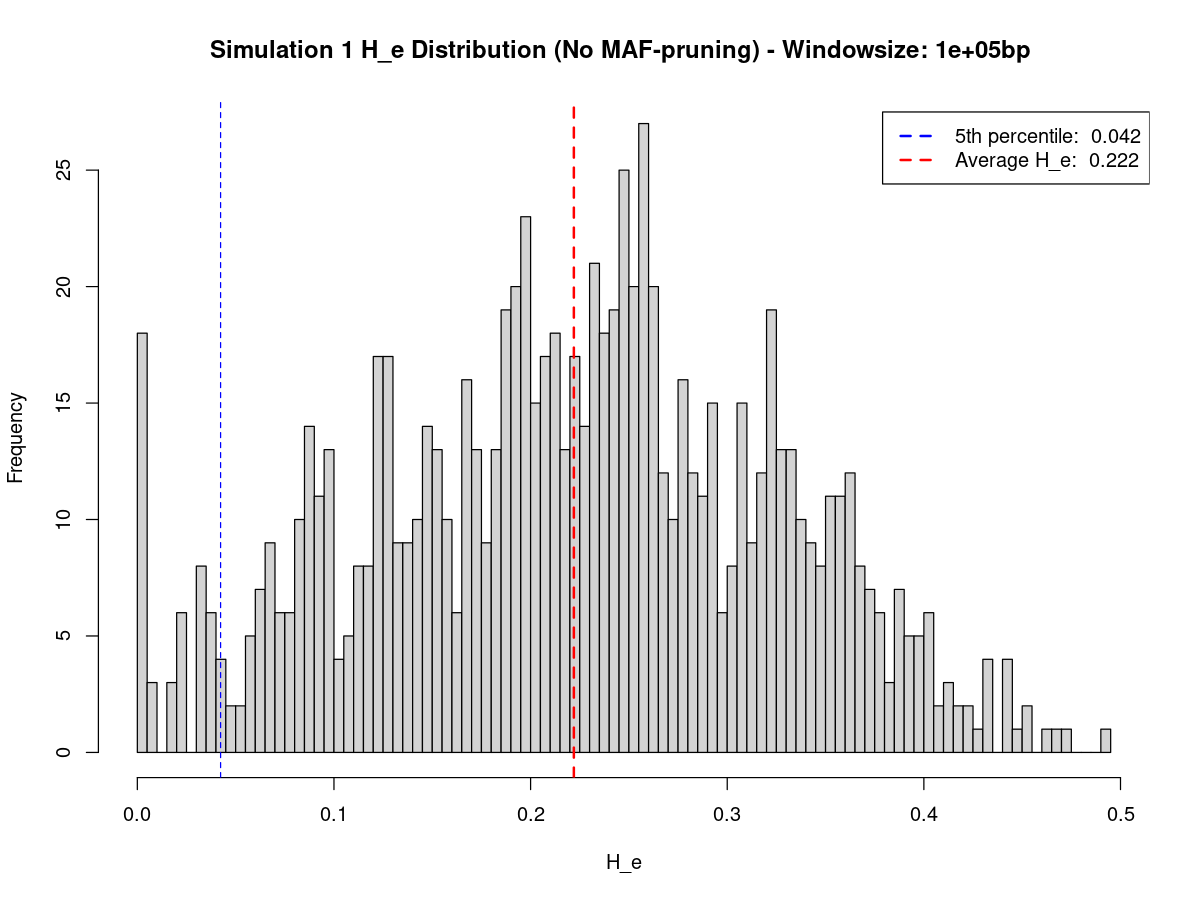 Simulation 1 H_e Distribution (No MAF-pruning) - Windowsize: 1e+05bp
5th percentile: 0.042
Average H_e: 0.222
Frequency
25
20
15
10
5
0
0.0 0.1 0.2 0.3 0.4 0.5
H_e